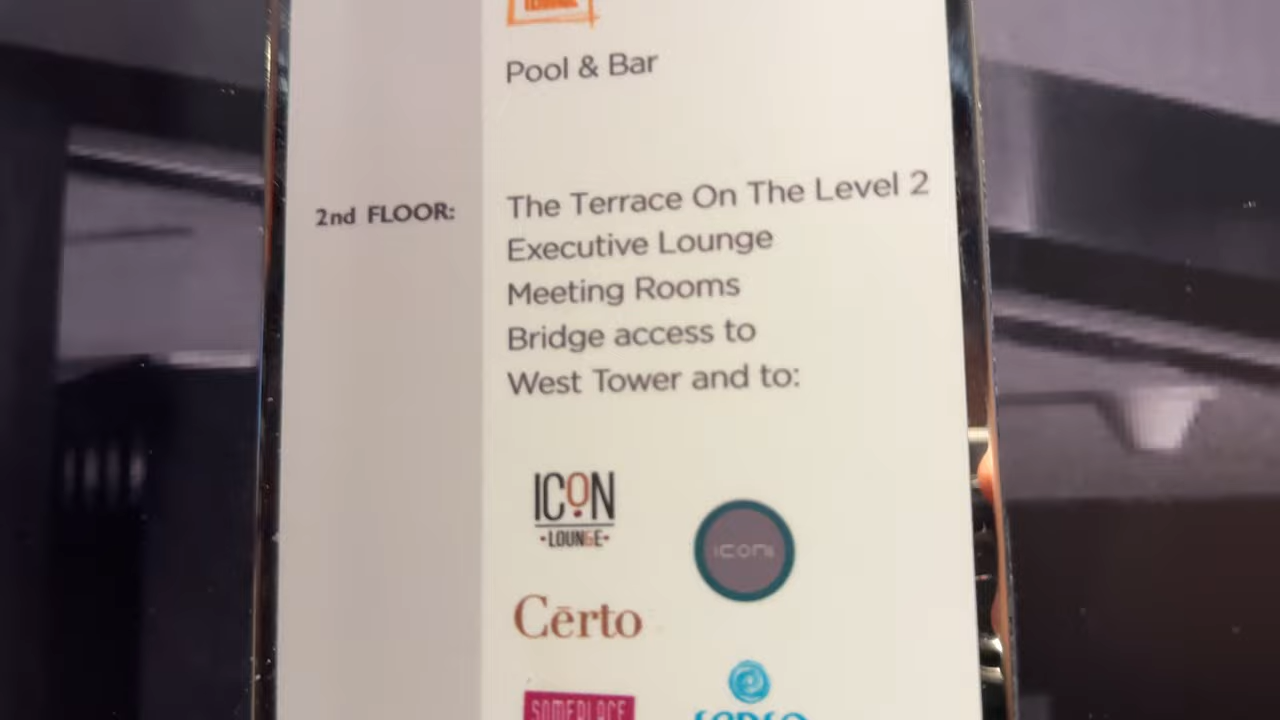 Pool & Bar
2nd FLOOR:
The Terrace On The Level 2
Executive Lounge
Meeting Rooms
Bridge access to
West Tower and to:
ICON
•LOUNGE•
icon
Cērto
SOMEPLACE